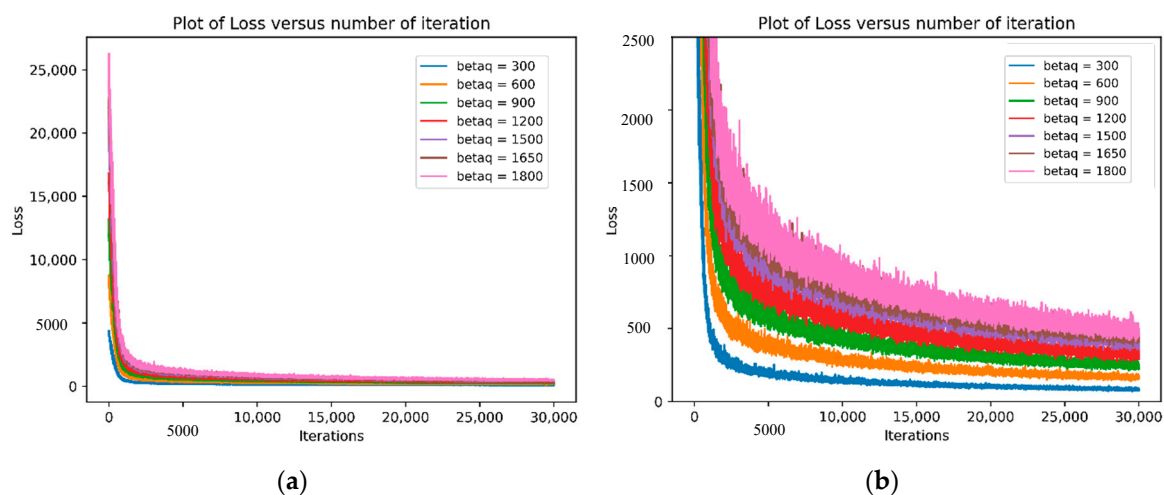 Plot of Loss versus number of iteration
25,000
20,000
15,000
10,000
5000
0
Loss
betaq = 300
betaq = 600
betaq = 900
betaq = 1200
betaq = 1500
betaq = 1650
betaq = 1800
0
5000
10,000
15,000
20,000
25,000
30,000
Iterations
(a)
Plot of Loss versus number of iteration
2500
2000
1500
1000
500
0
Loss
betaq = 300
betaq = 600
betaq = 900
betaq = 1200
betaq = 1500
betaq = 1650
betaq = 1800
0
5000
10,000
15,000
20,000
25,000
30,000
Iterations
(b)